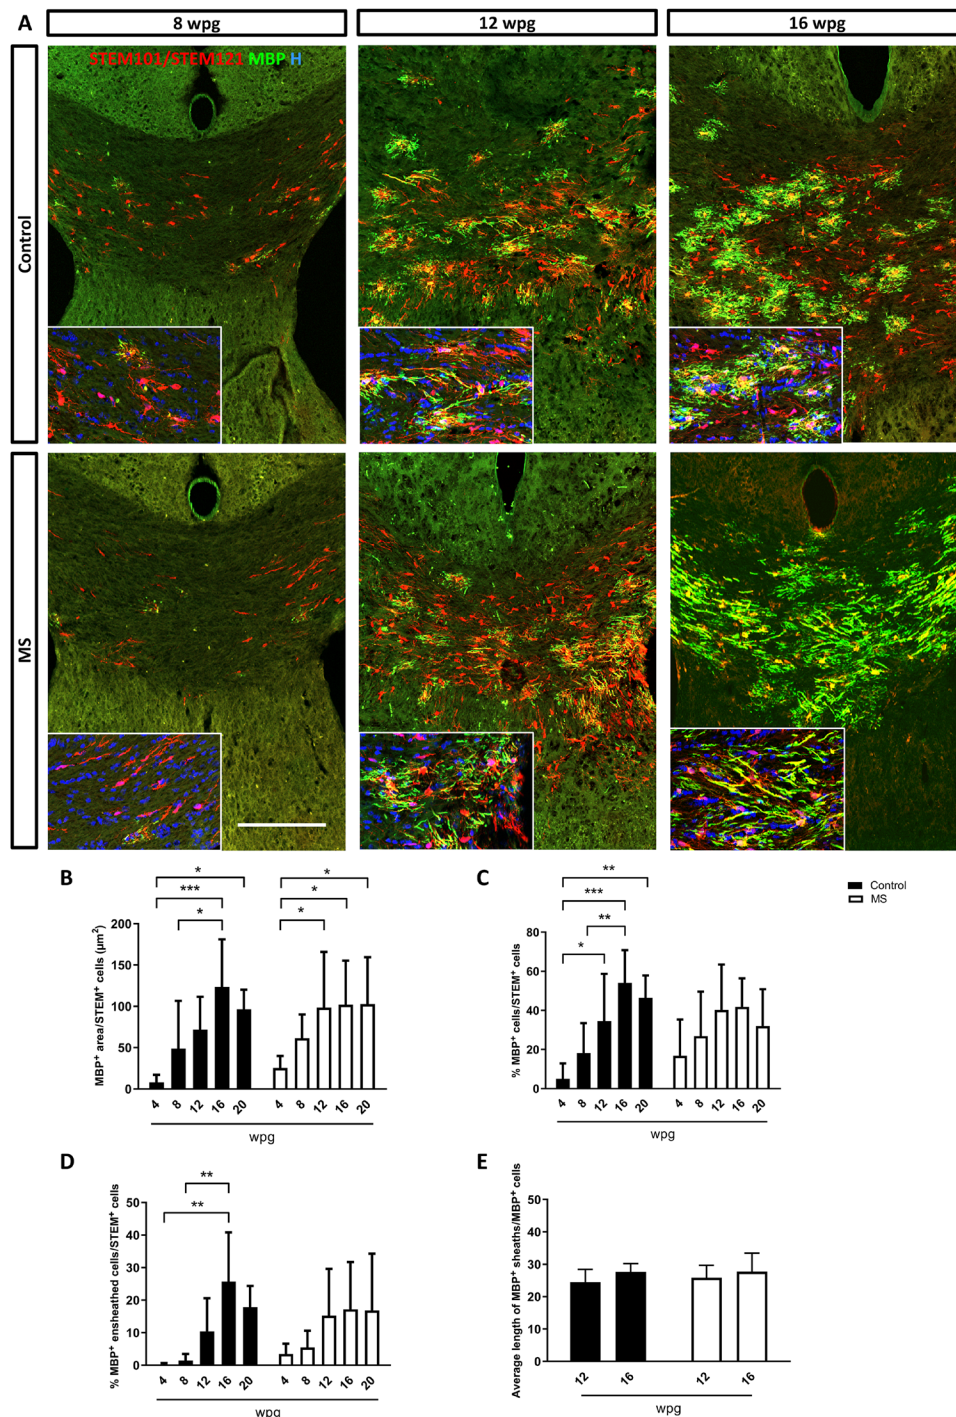 A
8 wpg
12 wpg
16 wpg
Control
STEM101/STEM121 MBP H
MS
B
MBP⁺ area/STEM⁺ cells (µm²)
200
150
100
50
0
*
***
*
*
*
*
4 8 12 16 20 4 8 12 16 20
wpg
C
% MBP⁺ cells/STEM⁺ cells
80
60
40
20
0
**
***
**
*
4 8 12 16 20 4 8 12 16 20
wpg
Control
MS
D
% MBP⁺ ensheathed cells/STEM⁺ cells
50
40
30
20
10
0
**
**
4 8 12 16 20 4 8 12 16 20
wpg
E
Average length of MBP⁺ sheaths/MBP⁺ cells
50
40
30
20
10
0
12 16 12 16
wpg